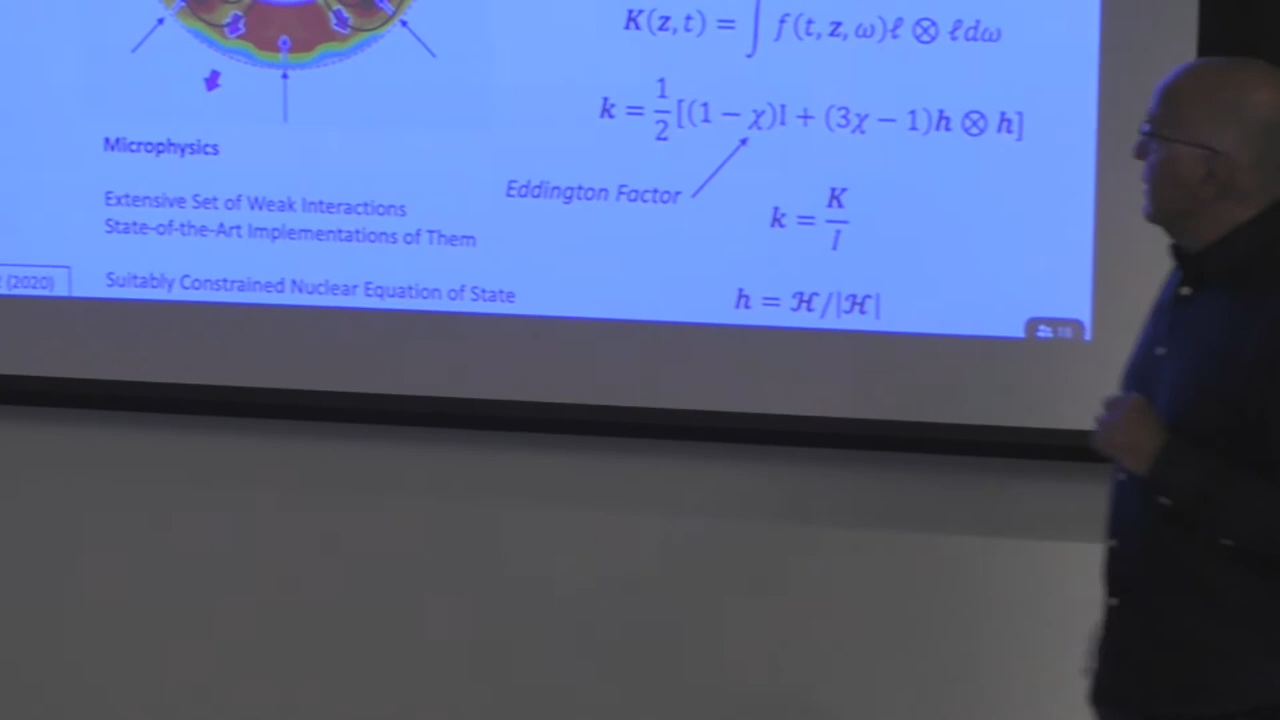 K(z, t) = ∫ f(t, z, ω)ℓ ⊗ ℓdω
k = 1/2 [(1 − χ)I + (3χ − 1)h ⊗ h]
Eddington Factor
k = K/I
h = ℋ/|ℋ|
Microphysics
Extensive Set of Weak Interactions
State-of-the-Art Implementations of Them
Suitably Constrained Nuclear Equation of State
(2020)